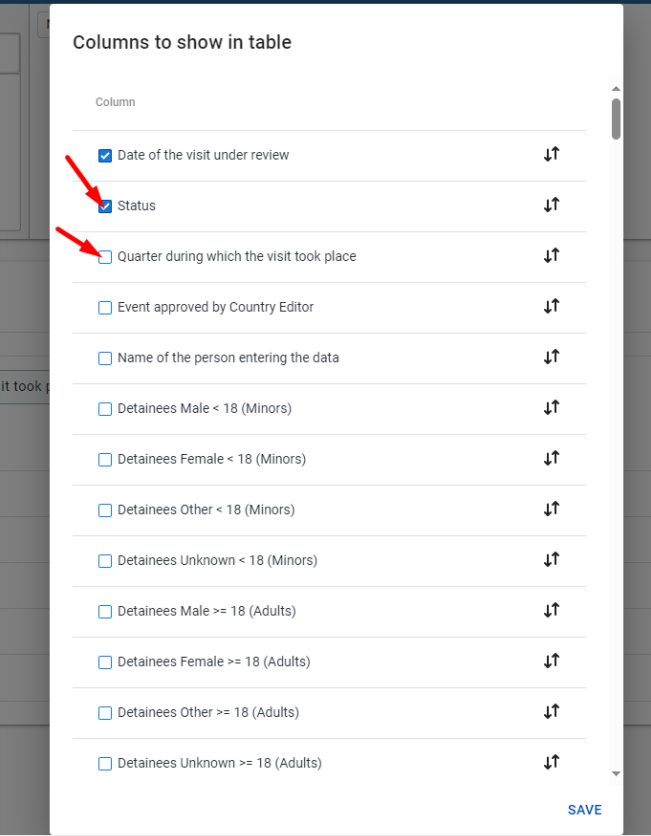 Columns to show in table
Column
Date of the visit under review
Status
Quarter during which the visit took place
Event approved by Country Editor
Name of the person entering the data
it took
Detainees Male < 18 (Minors)
Detainees Female < 18 (Minors)
Detainees Other < 18 (Minors)
Detainees Unknown < 18 (Minors)
Detainees Male >= 18 (Adults)
Detainees Female >= 18 (Adults)
Detainees Other >= 18 (Adults)
Detainees Unknown >= 18 (Adults)
SAVE